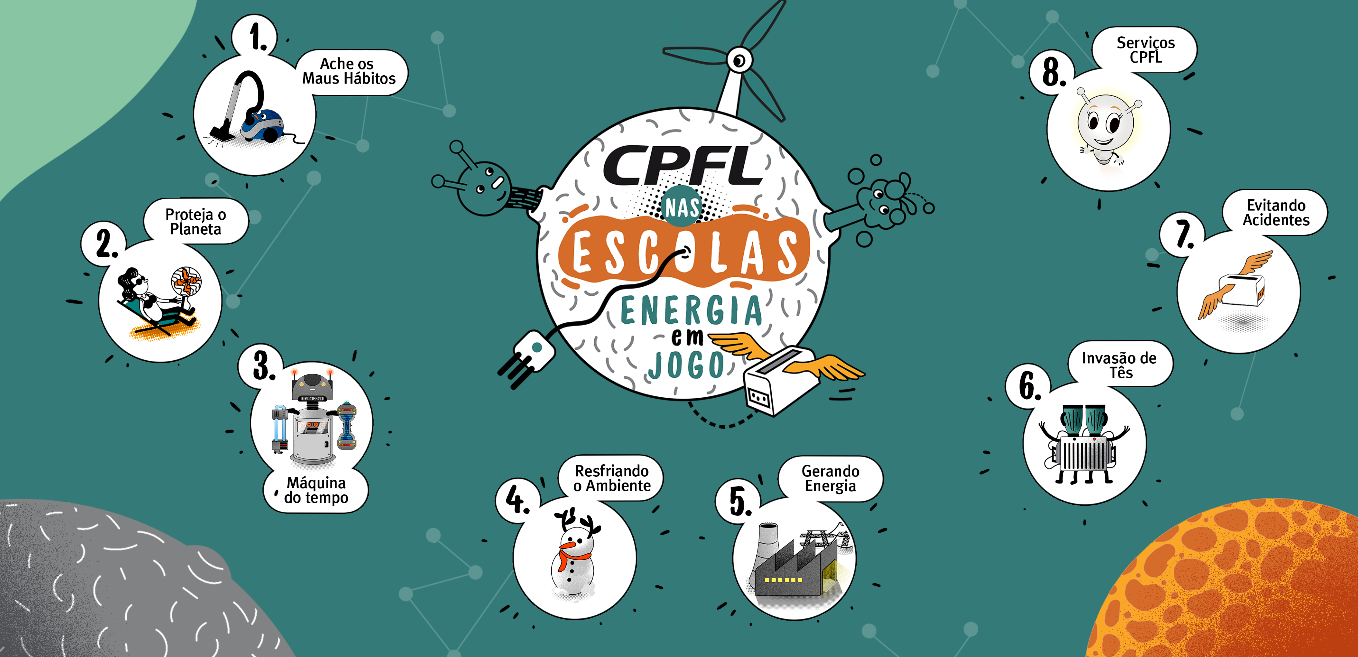 CPFL
NAS
ESCOLAS
ENERGIA
em
JOGO
1.
Ache os
Maus Hábitos
2.
Proteja o
Planeta
3.
Máquina
do tempo
4.
Resfriando
o Ambiente
5.
Gerando
Energia
6.
Invasão de
Tês
7.
Evitando
Acidentes
8.
Serviços
CPFL